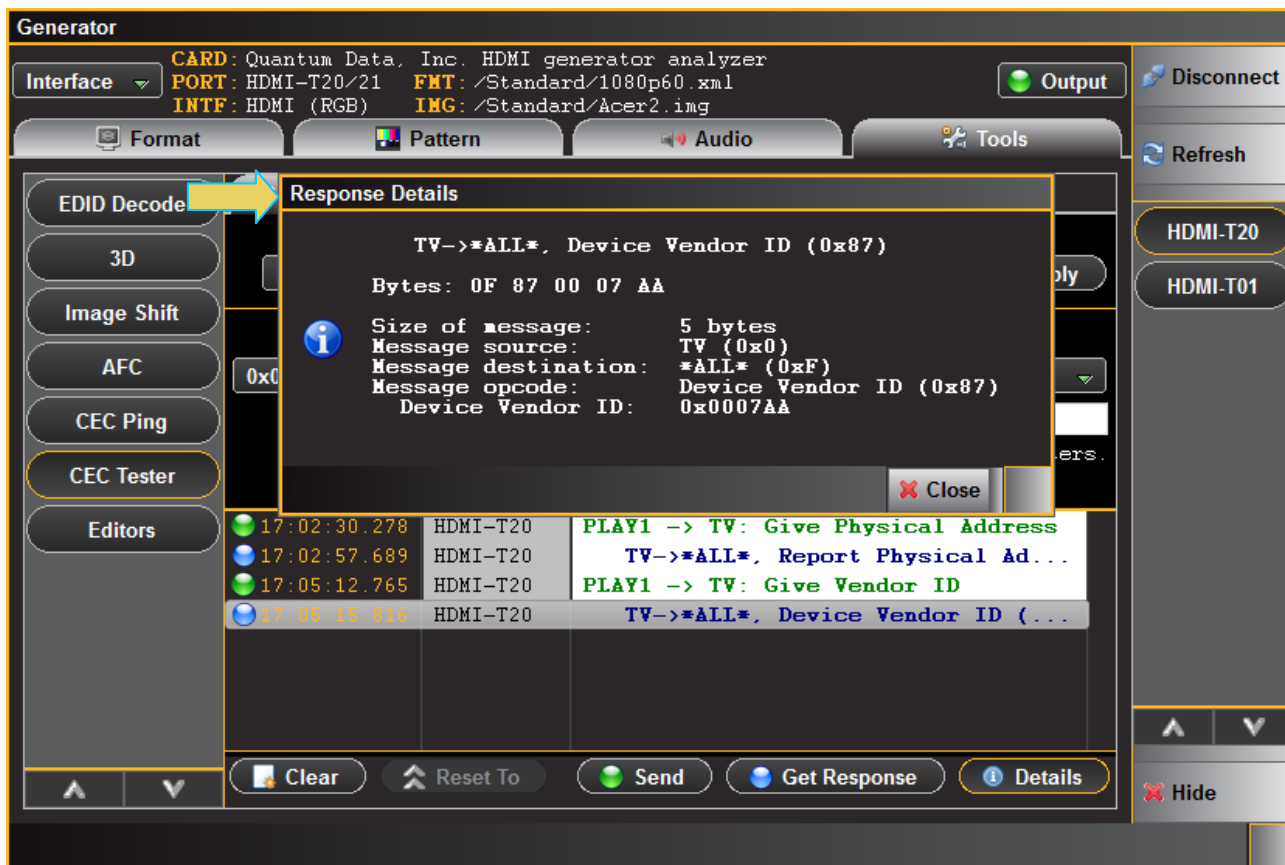 Generator
Interface
CARD: Quantum Data, Inc. HDMI generator analyzer
PORT: HDMI-T20/21 FMT: /Standard/1080p60.xml
INTF: HDMI (RGB) IMG: /Standard/Acer2.img
Output
Disconnect
Format
Pattern
Audio
Tools
Refresh
EDID Decode
3D
Image Shift
AFC
CEC Ping
CEC Tester
Editors
Response Details
TV->*ALL*, Device Vendor ID (0x87)
Bytes: 0F 87 00 07 AA
Size of message: 5 bytes
Message source: TV (0x0)
Message destination: *ALL* (0xF)
Message opcode: Device Vendor ID (0x87)
Device Vendor ID: 0x0007AA
Close
HDMI-T20
HDMI-T01
17:02:30.278 HDMI-T20 PLAY1 -> TV: Give Physical Address
17:02:57.689 HDMI-T20 TV->*ALL*, Report Physical Ad...
17:05:12.765 HDMI-T20 PLAY1 -> TV: Give Vendor ID
17:05:15.816 HDMI-T20 TV->*ALL*, Device Vendor ID (...
Clear
Reset To
Send
Get Response
Details
Hide